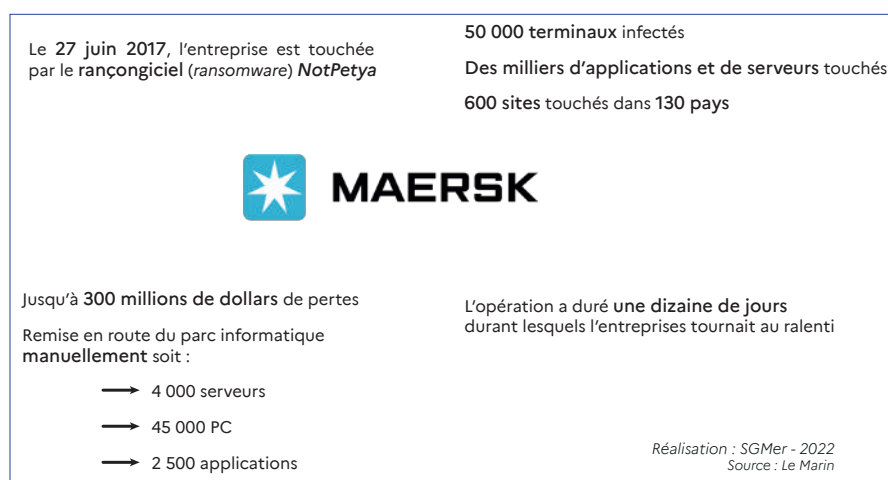 Le 27 juin 2017, l'entreprise est touchée
par le rançongiciel (ransomware) NotPetya
50 000 terminaux infectés
Des milliers d'applications et de serveurs touchés
600 sites touchés dans 130 pays
MAERSK
Jusqu'à 300 millions de dollars de pertes
Remise en route du parc informatique
manuellement soit :
4 000 serveurs
45 000 PC
2 500 applications
L'opération a duré une dizaine de jours
durant lesquels l'entreprises tournait au ralenti
Réalisation : SGMer - 2022
Source : Le Marin